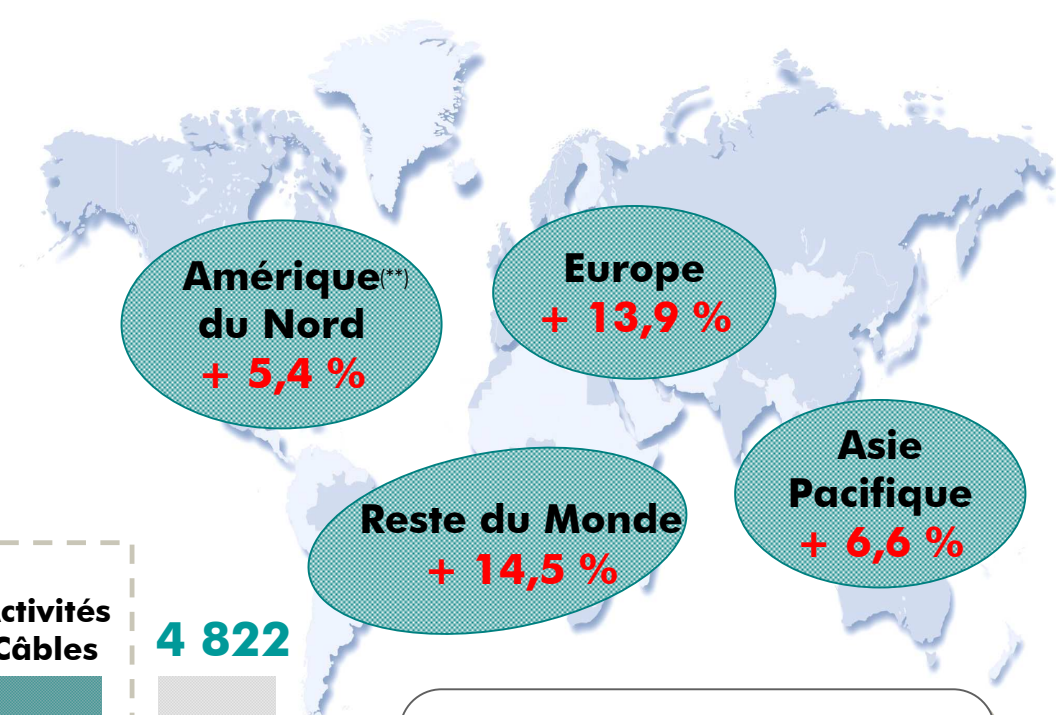 Amérique(**)
du Nord
+ 5,4 %
Europe
+ 13,9 %
Asie
Pacifique
+ 6,6 %
Reste du Monde
+ 14,5 %
Câbles
4 822